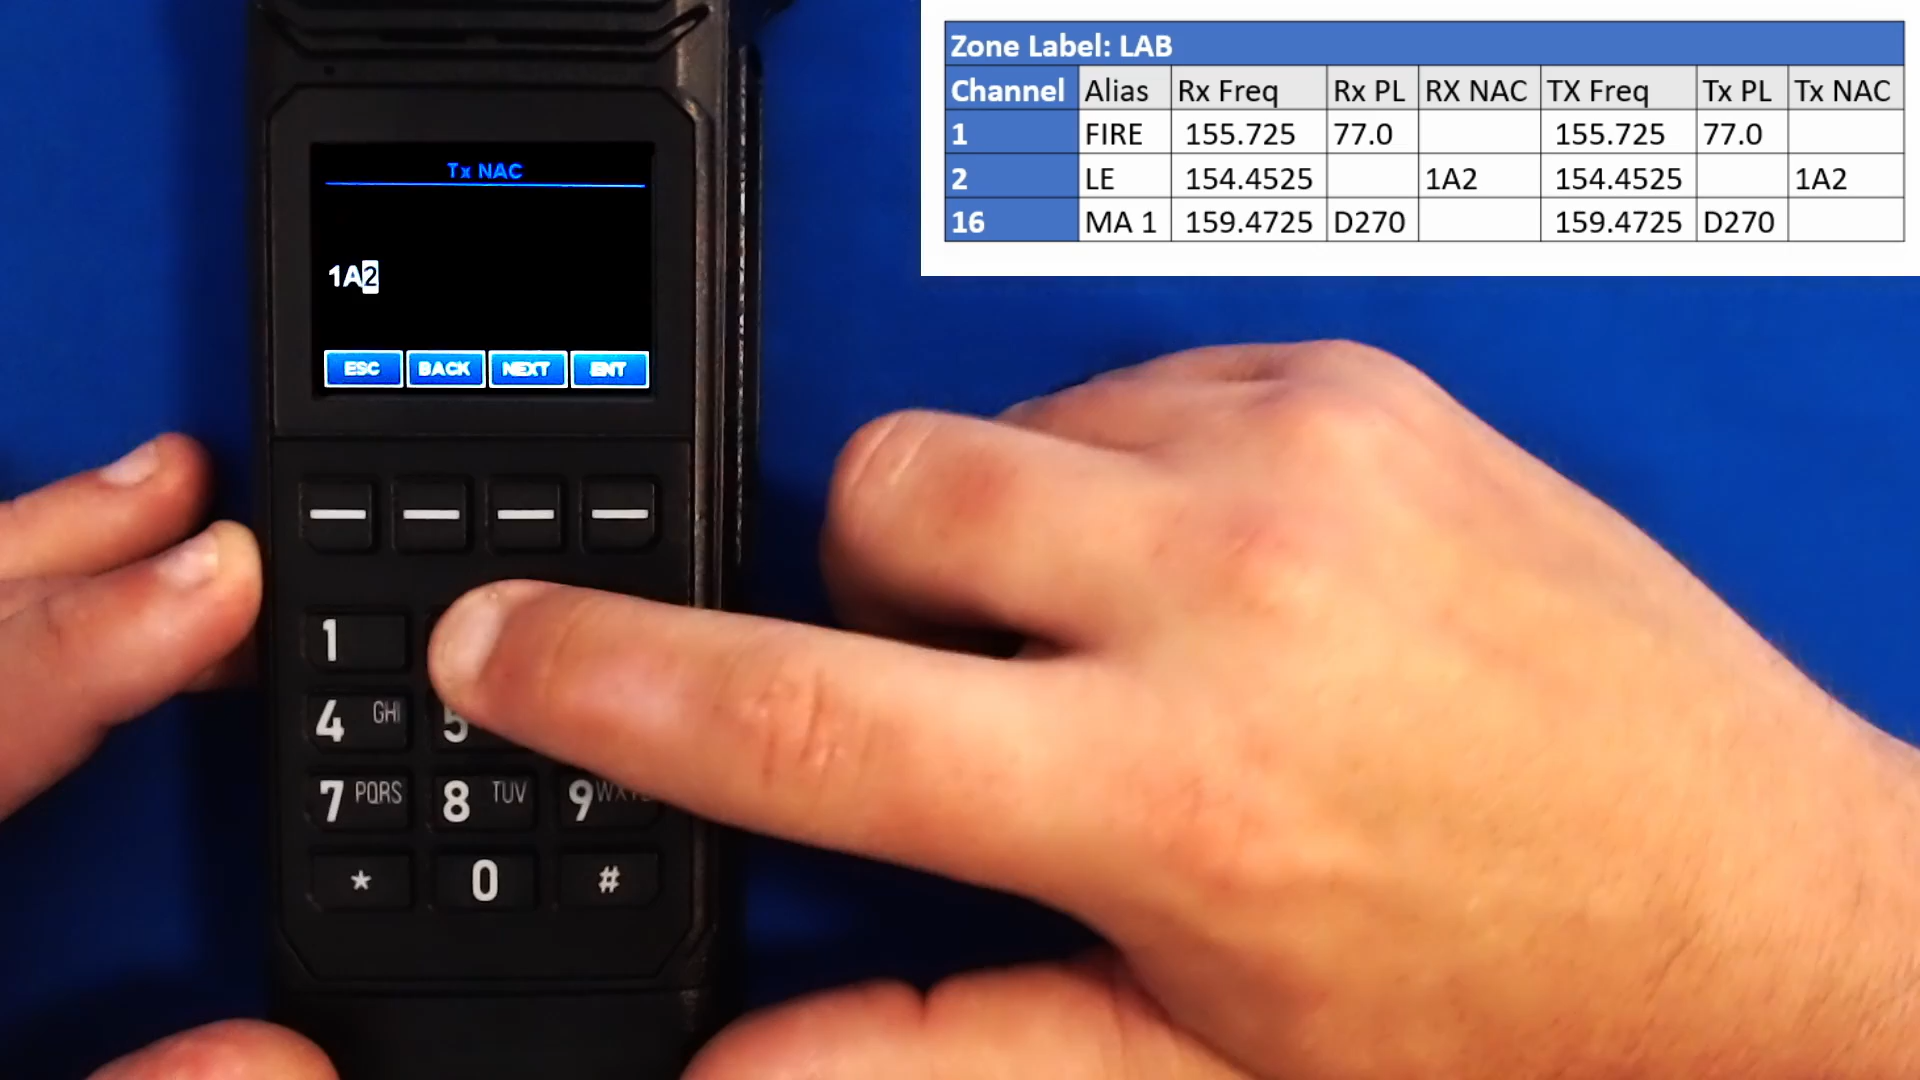 Tx NAC
1A2
ESC BACK NEXT ENT
1
4 GHI 5
7 PQRS 8 TUV 9
* 0 #
Zone Label: LAB
Channel Alias Rx Freq Rx PL RX NAC TX Freq Tx PL Tx NAC
1 FIRE 155.725 77.0 155.725 77.0
2 LE 154.4525 1A2 154.4525 1A2
16 MA 1 159.4725 D270 159.4725 D270